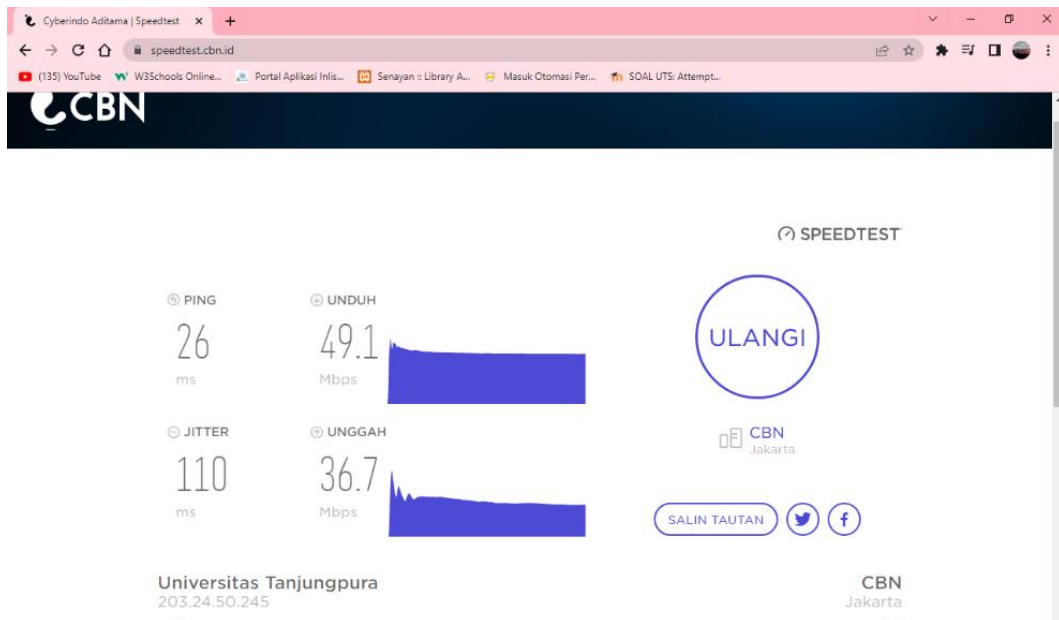 Cyberindo Aditama | Speedtest
speedtest.cbn.id
(135) YouTube W3Schools Online... Portal Aplikasi Inlis... Senayan :: Library A... Masuk Otomasi Per... SOAL UTS: Attempt...
CBN
SPEEDTEST
PING UNDUH
26 49.1
ms Mbps
ULANGI
JITTER UNGGAH
110 36.7
ms Mbps
CBN
Jakarta
SALIN TAUTAN
Universitas Tanjungpura CBN
203.24.50.245 Jakarta